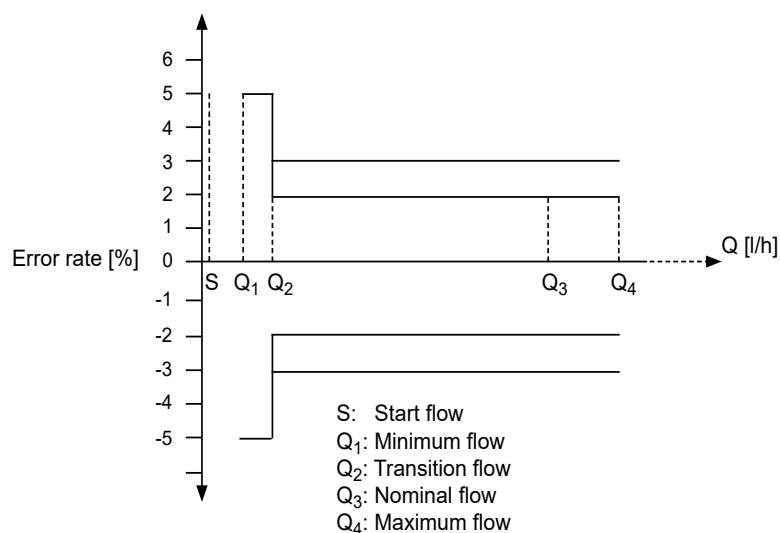 6
5
4
3
2
1
Error rate [%]
0
Q [l/h]
S
Q₁
Q₂
Q₃
Q₄
-1
-2
-3
-4
-5
S: Start flow
Q₁: Minimum flow
Q₂: Transition flow
Q₃: Nominal flow
Q₄: Maximum flow